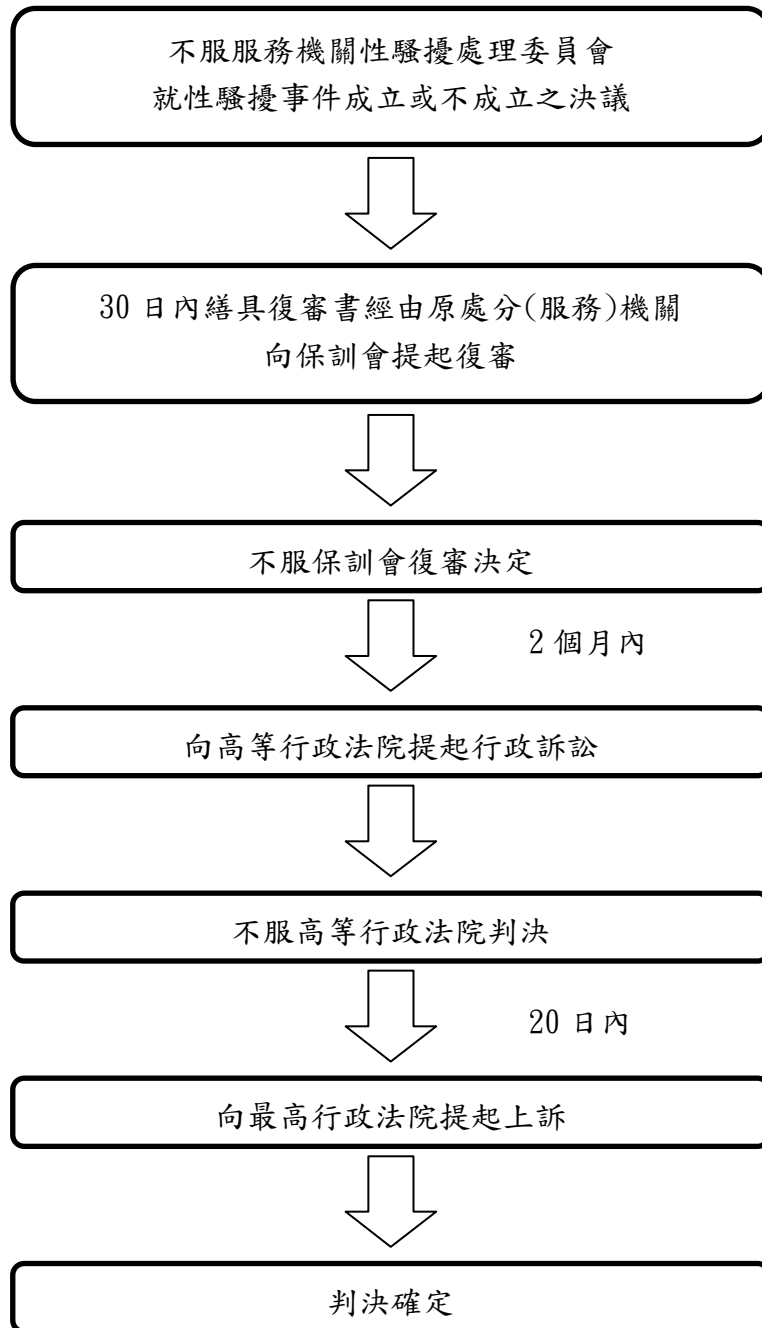 不服服務機關性騷擾處理委員會
就性騷擾事件成立或不成立之決議
30 日內繕具復審書經由原處分(服務)機關
向保訓會提起復審
不服保訓會復審決定
2 個月內
向高等行政法院提起行政訴訟
不服高等行政法院判決
20 日內
向最高行政法院提起上訴
判決確定